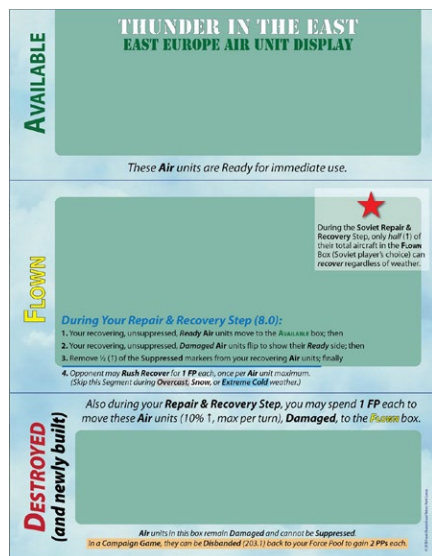 THUNDER IN THE EAST
EAST EUROPE AIR UNIT DISPLAY
AVAILABLE
These Air units are Ready for immediate use.
During the Soviet Repair &
Recovery Step, only half (↑) of
their total aircraft in the FLOWN
Box (Soviet player's choice) can
recover regardless of weather.
FLOWN
During Your Repair & Recovery Step (8.0):
1. Your recovering, unsuppressed, Ready Air units move to the AVAILABLE box; then
2. Your recovering, unsuppressed, Damaged Air units flip to show their Ready side; then
3. Remove ½ (↑) of the Suppressed markers from your recovering Air units; finally
4. Opponent may Rush Recover for 1 FP each, once per Air unit maximum.
(Skip this Segment during Overcast, Snow, or Extreme Cold weather.)
DESTROYED
(and newly built)
Also during your Repair & Recovery Step, you may spend 1 FP each to
move these Air units (10% ↑, max per turn), Damaged, to the FLOWN box.
Air units in this box remain Damaged and cannot be Suppressed.
In a Campaign Game, they can be Disbanded (203.1) back to your Force Pool to gain 2 PPs each.